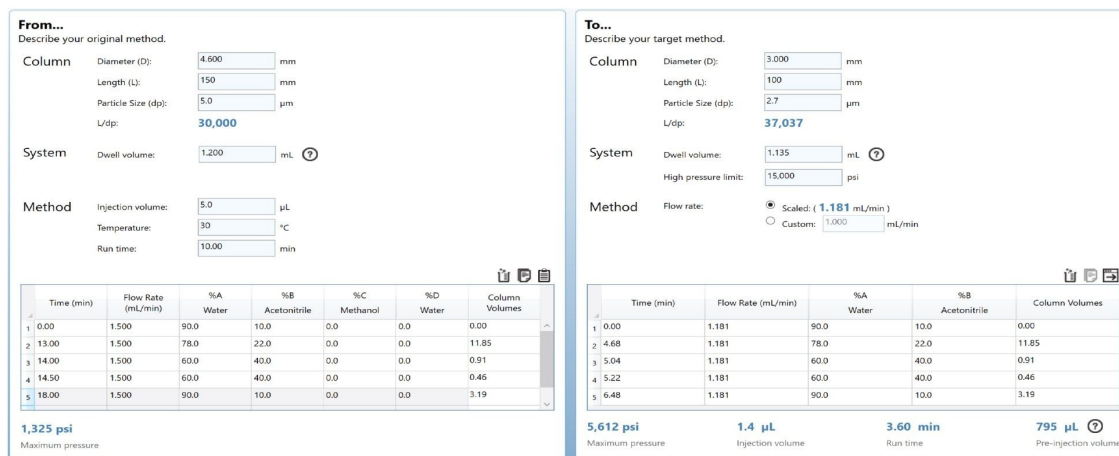 From...
Describe your original method.
Column
Diameter (D): 4.600 mm
Length (L): 150 mm
Particle Size (dp): 5.0 µm
L/dp: 30,000
System
Dwell volume: 1.200 mL ?
Method
Injection volume: 5.0 µL
Temperature: 30 °C
Run time: 10.00 min
Time (min) Flow Rate (mL/min) %A Water %B Acetonitrile %C Methanol %D Water Column Volumes
1 0.00 1.500 90.0 10.0 0.0 0.0 0.00
2 13.00 1.500 78.0 22.0 0.0 0.0 11.85
3 14.00 1.500 60.0 40.0 0.0 0.0 0.91
4 14.50 1.500 60.0 40.0 0.0 0.0 0.46
5 18.00 1.500 90.0 10.0 0.0 0.0 3.19
1,325 psi
Maximum pressure
To...
Describe your target method.
Column
Diameter (D): 3.000 mm
Length (L): 100 mm
Particle Size (dp): 2.7 µm
L/dp: 37,037
System
Dwell volume: 1.135 mL ?
High pressure limit: 15,000 psi
Method
Flow rate: Scaled: ( 1.181 mL/min )
Custom: 1.000 mL/min
Time (min) Flow Rate (mL/min) %A Water %B Acetonitrile Column Volumes
1 0.00 1.181 90.0 10.0 0.00
2 4.68 1.181 78.0 22.0 11.85
3 5.04 1.181 60.0 40.0 0.91
4 5.22 1.181 60.0 40.0 0.46
5 6.48 1.181 90.0 10.0 3.19
5,612 psi 1.4 µL 3.60 min 795 µL ?
Maximum pressure Injection volume Run time Pre-injection volume